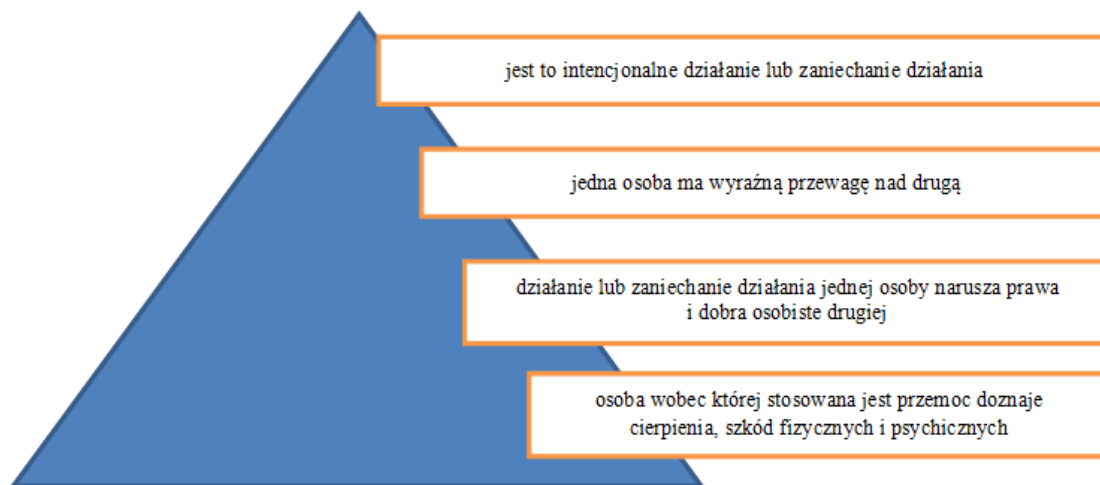 jest to intencjonalne działanie lub zaniechanie działania
jedna osoba ma wyraźną przewagę nad drugą
działanie lub zaniechanie działania jednej osoby narusza prawa
i dobra osobiste drugiej
osoba wobec której stosowana jest przemoc doznaje
cierpienia, szkód fizycznych i psychicznych